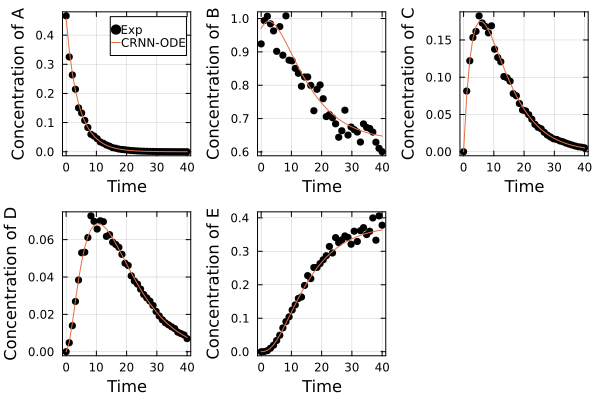 Concentration of A
0.4
0.3
0.2
0.1
0.0
0 10 20 30 40
Time
Exp
CRNN-ODE
Concentration of B
1.0
0.9
0.8
0.7
0.6
0 10 20 30 40
Time
Concentration of C
0.15
0.10
0.05
0.00
0 10 20 30 40
Time
Concentration of D
0.06
0.04
0.02
0.00
0 10 20 30 40
Time
Concentration of E
0.4
0.3
0.2
0.1
0.0
0 10 20 30 40
Time